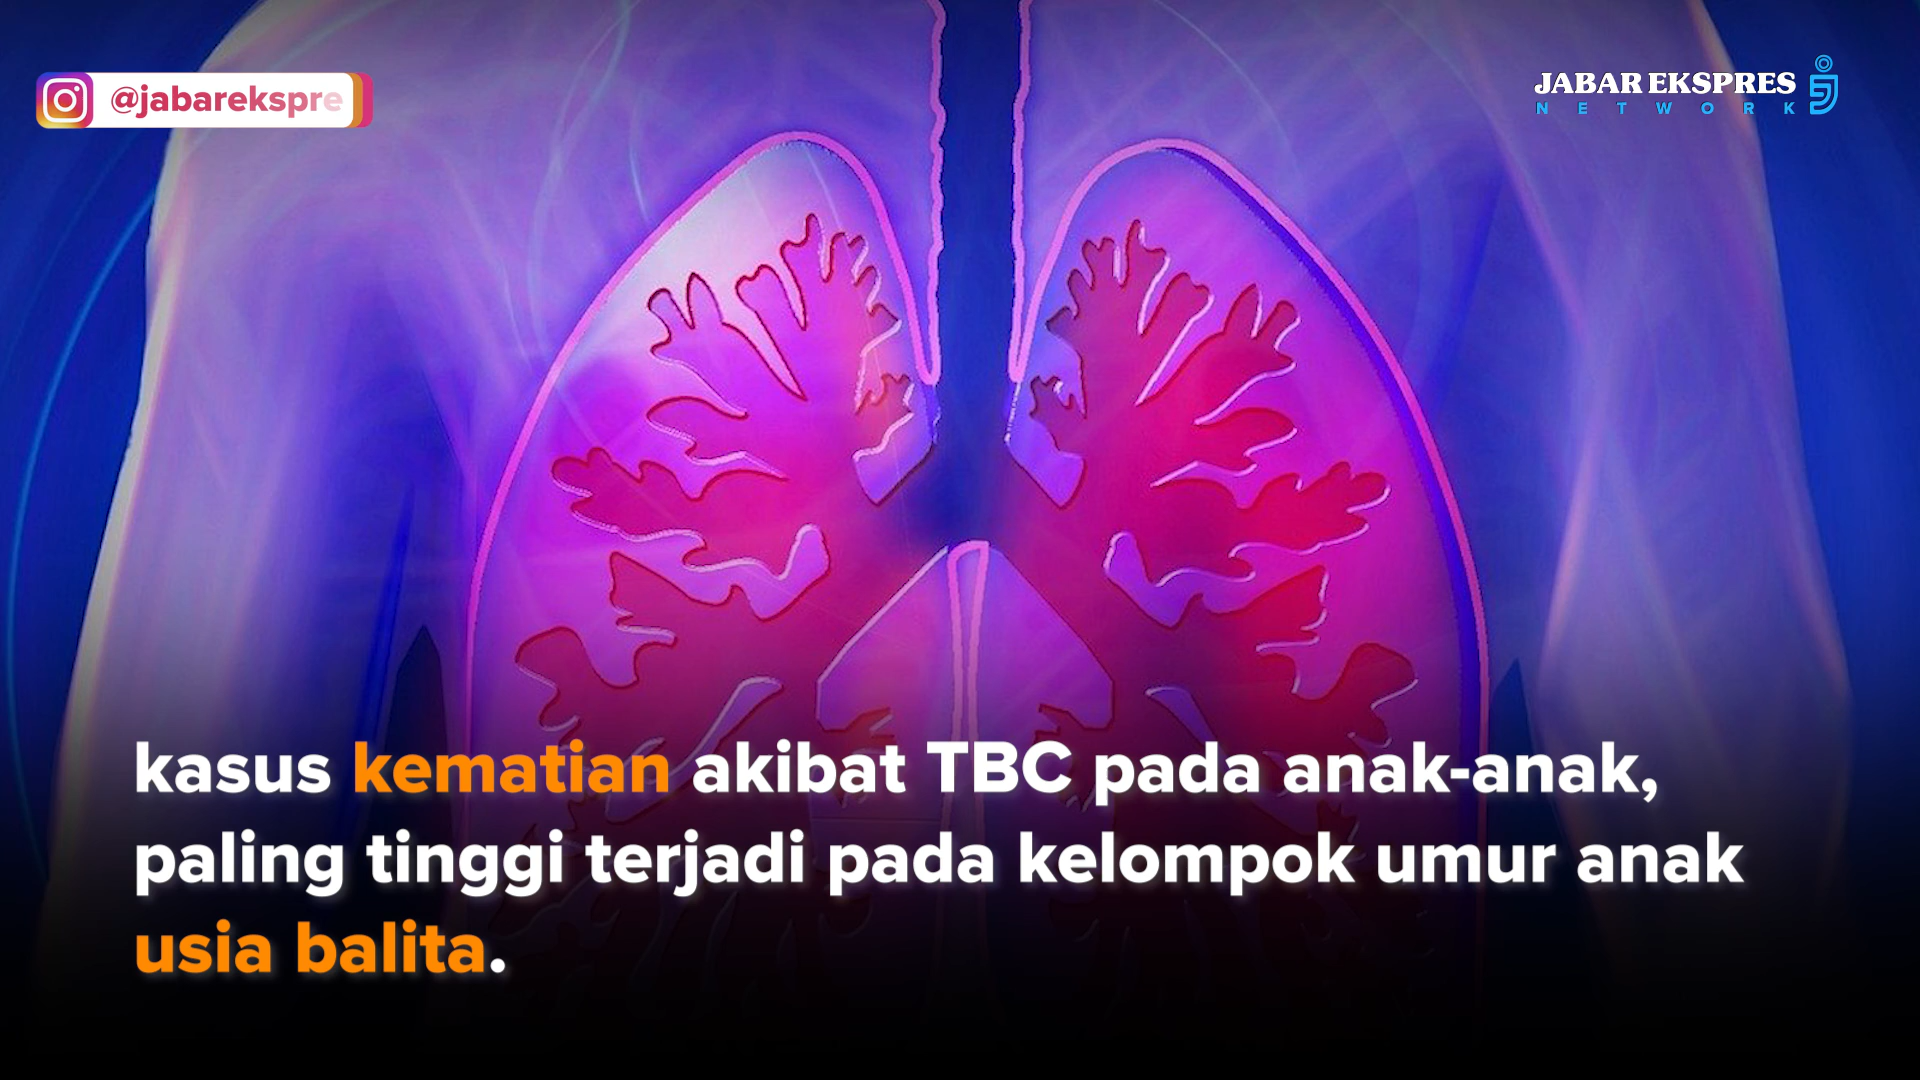 @jabarekspre
JABAR EKSPRES
NETWORK
kasus kematian akibat TBC pada anak-anak,
paling tinggi terjadi pada kelompok umur anak
usia balita.